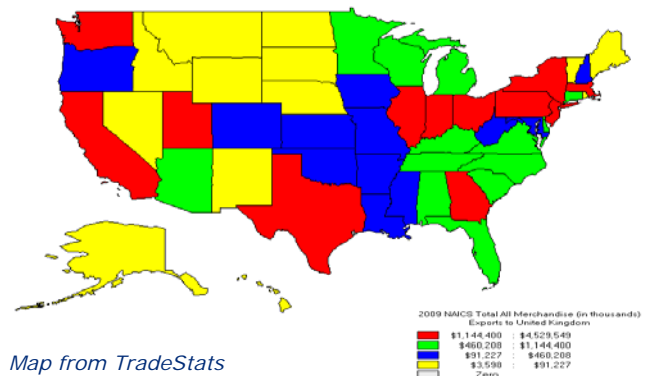 2009 NAICS Total All Merchandise (in thousands)
Exports to United Kingdom
$1,144,400 : $4,529,549
$460,208 : $1,144,400
$91,227 : $460,208
$3,598 : $91,227
Zero
Map from TradeStats